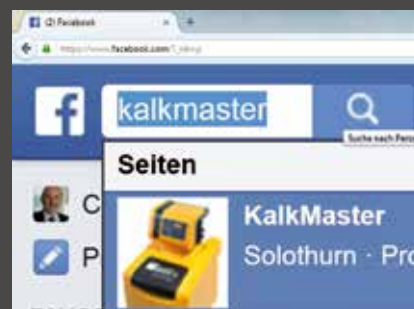 (2) Facebook
https://www.facebook.com/
kalkmaster
Suche nach Pers
Seiten
C
KalkMaster
P
Solothurn · Pro